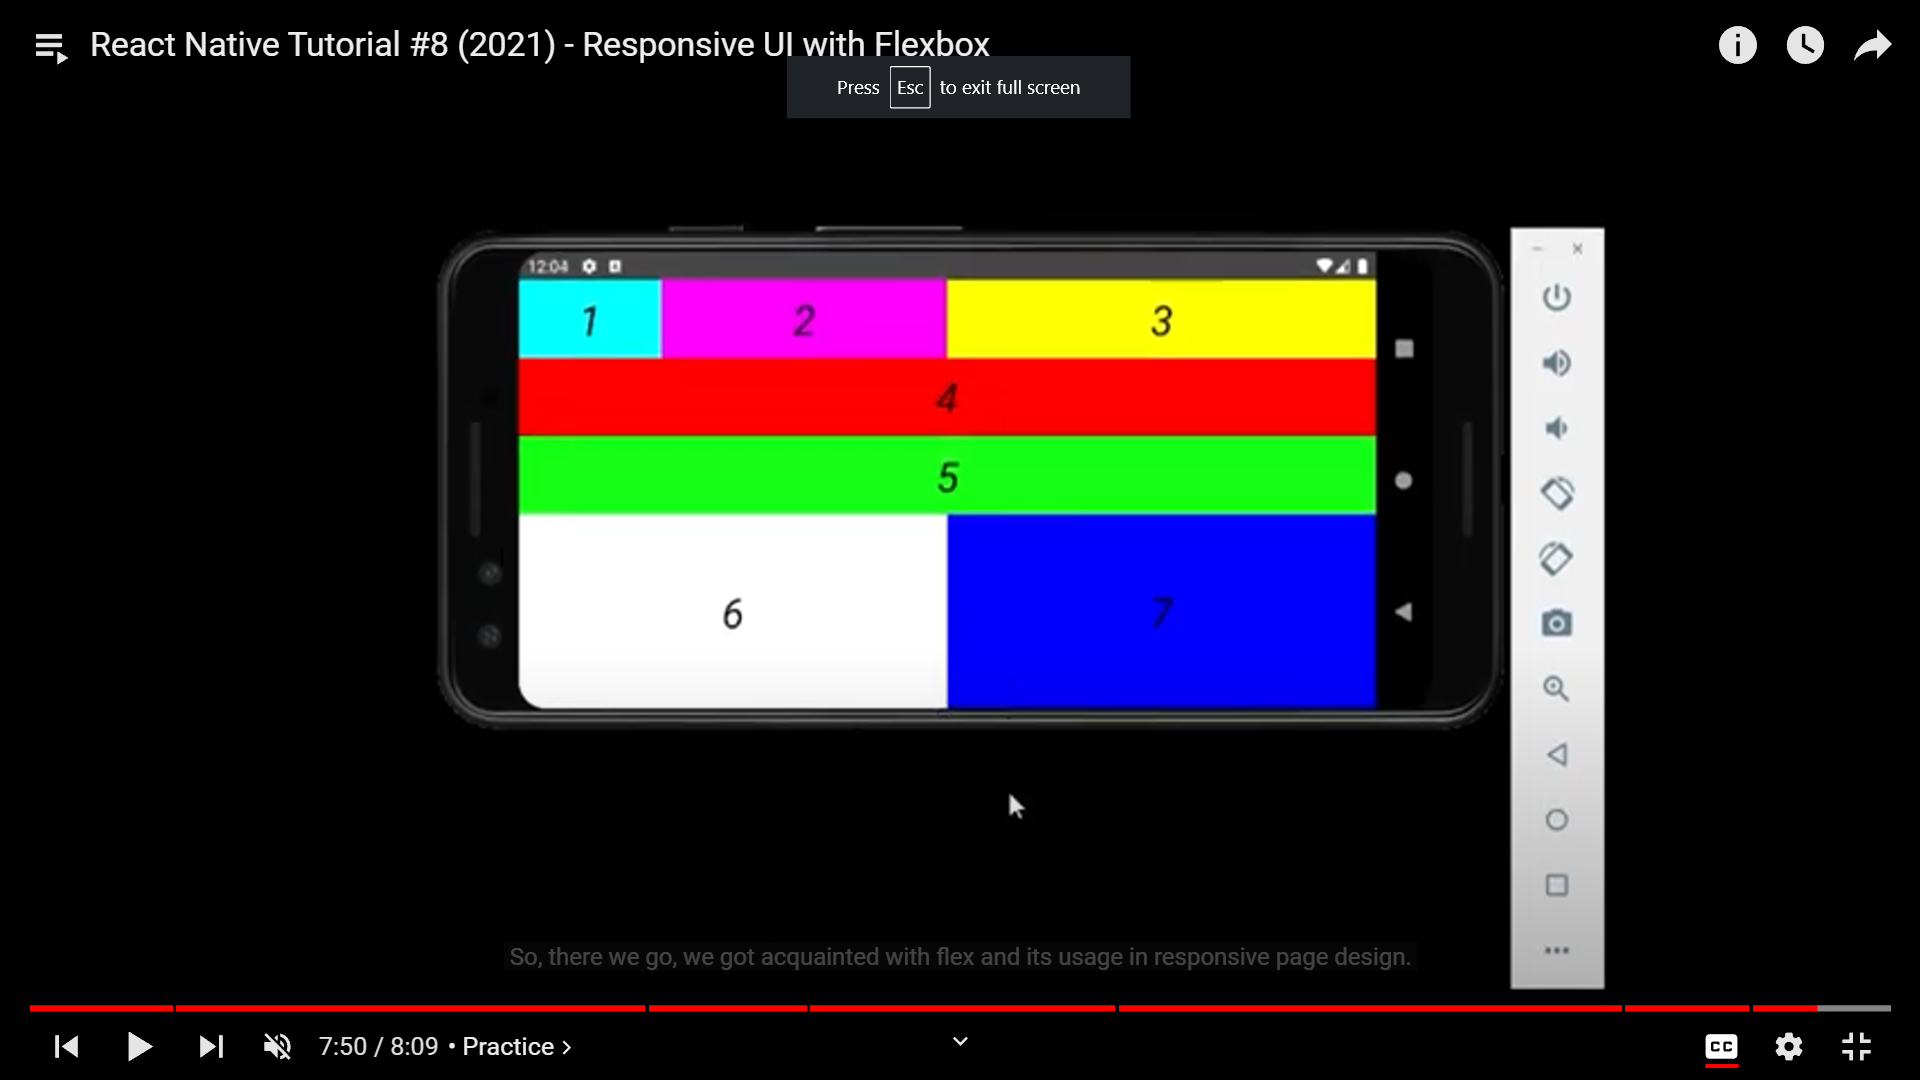 React Native Tutorial #8 (2021) - Responsive UI with Flexbox
Press Esc to exit full screen
12:04
1 2 3
4
5
6 7
So, there we go, we got acquainted with flex and its usage in responsive page design.
7:50 / 8:09 • Practice ›
CC